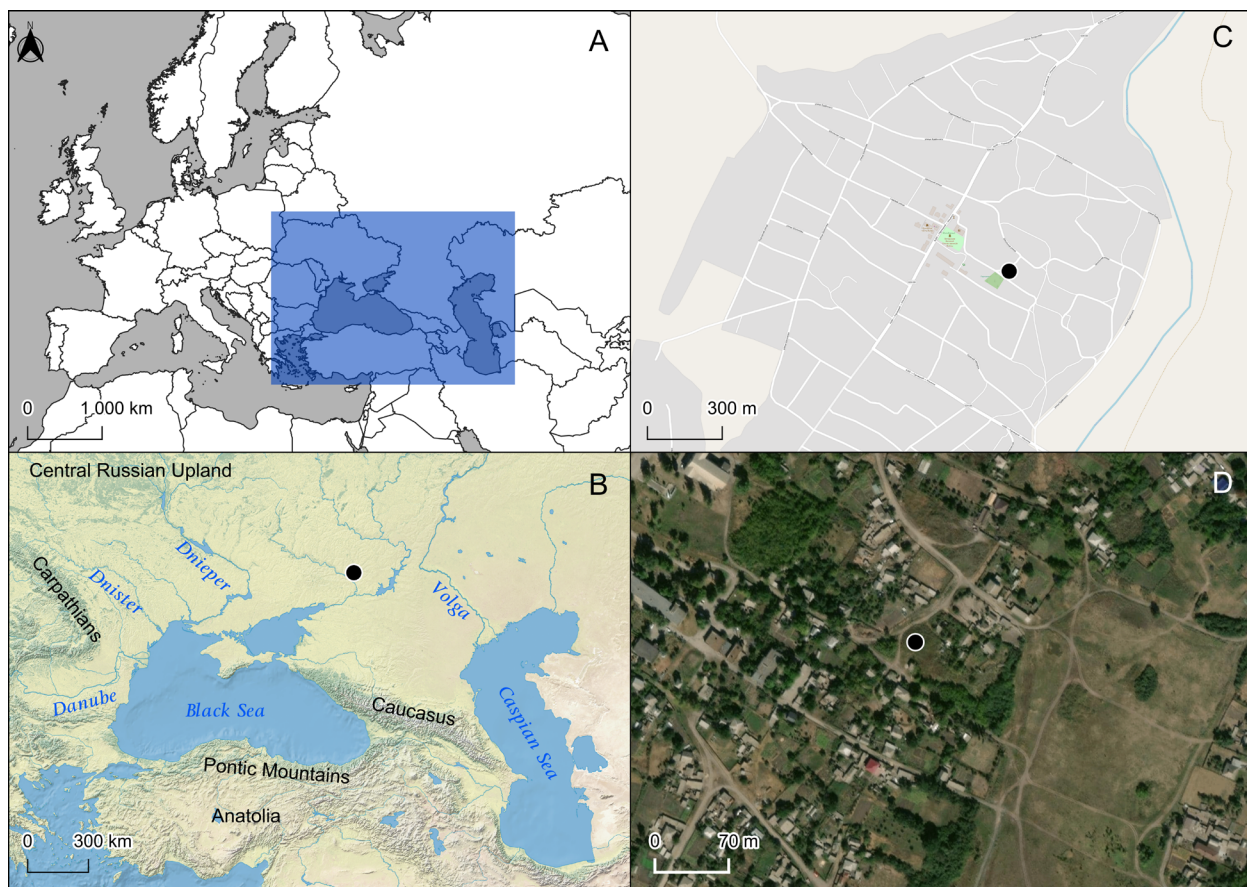 N
A
0
1 000 km
C
0
300 m
Central Russian Upland
B
Dnieper
Dnister
Carpathians
Volga
Danube
Black Sea
Caucasus
Caspian Sea
Pontic Mountains
Anatolia
0
300 km
D
0
70 m